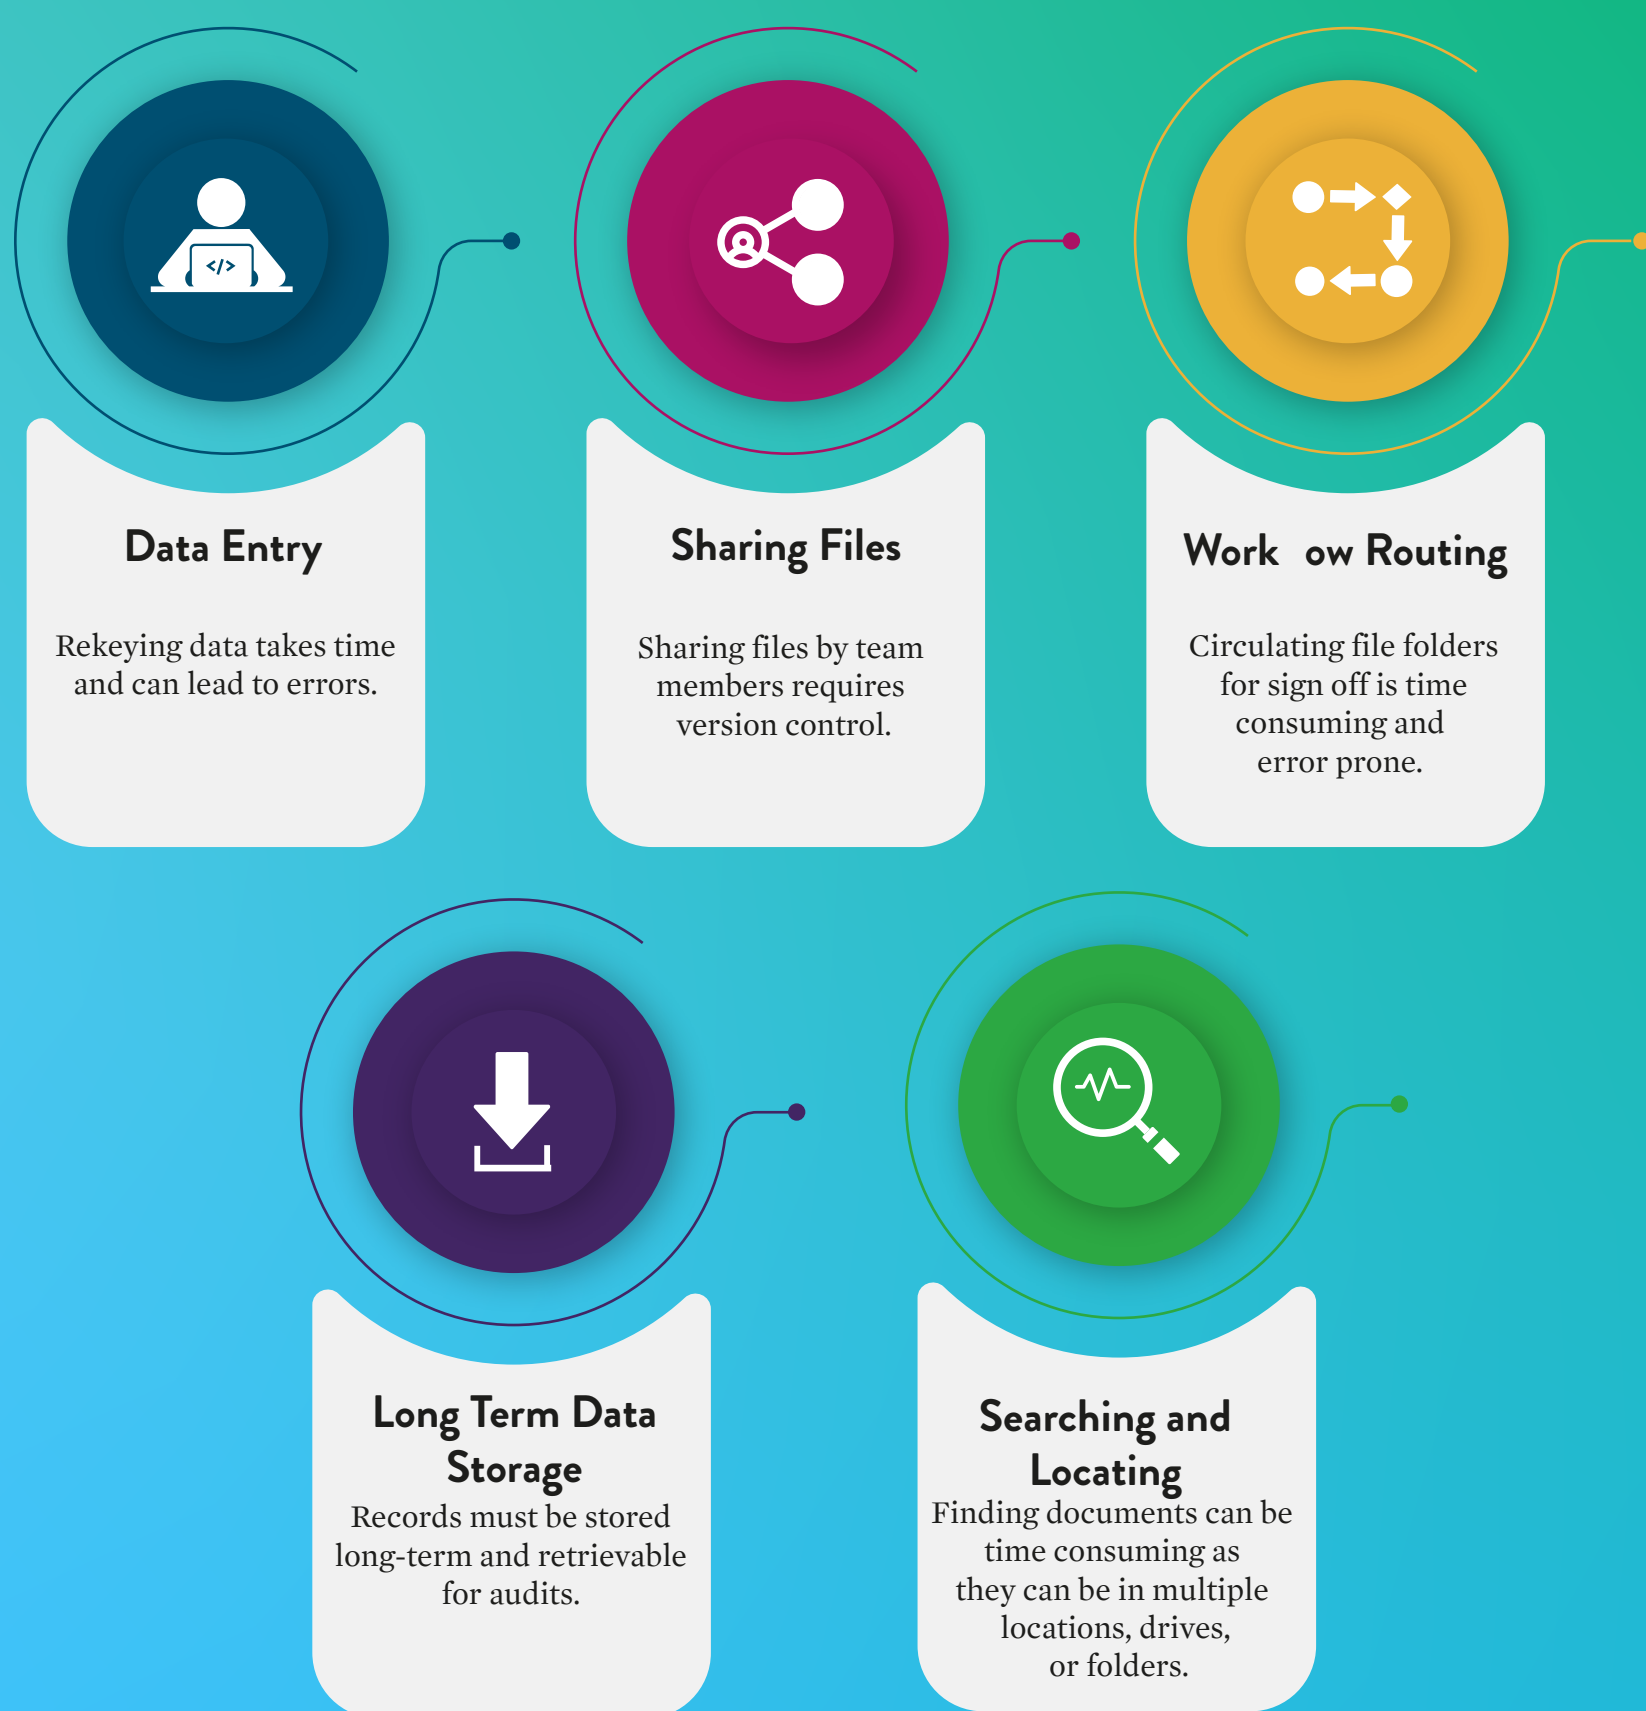 Data Entry
Rekeying data takes time
and can lead to errors.
Sharing Files
Sharing files by team
members requires
version control.
Work ow Routing
Circulating file folders
for sign off is time
consuming and
error prone.
Long Term Data
Storage
Records must be stored
long-term and retrievable
for audits.
Searching and
Locating
Finding documents can be
time consuming as
they can be in multiple
locations, drives,
or folders.